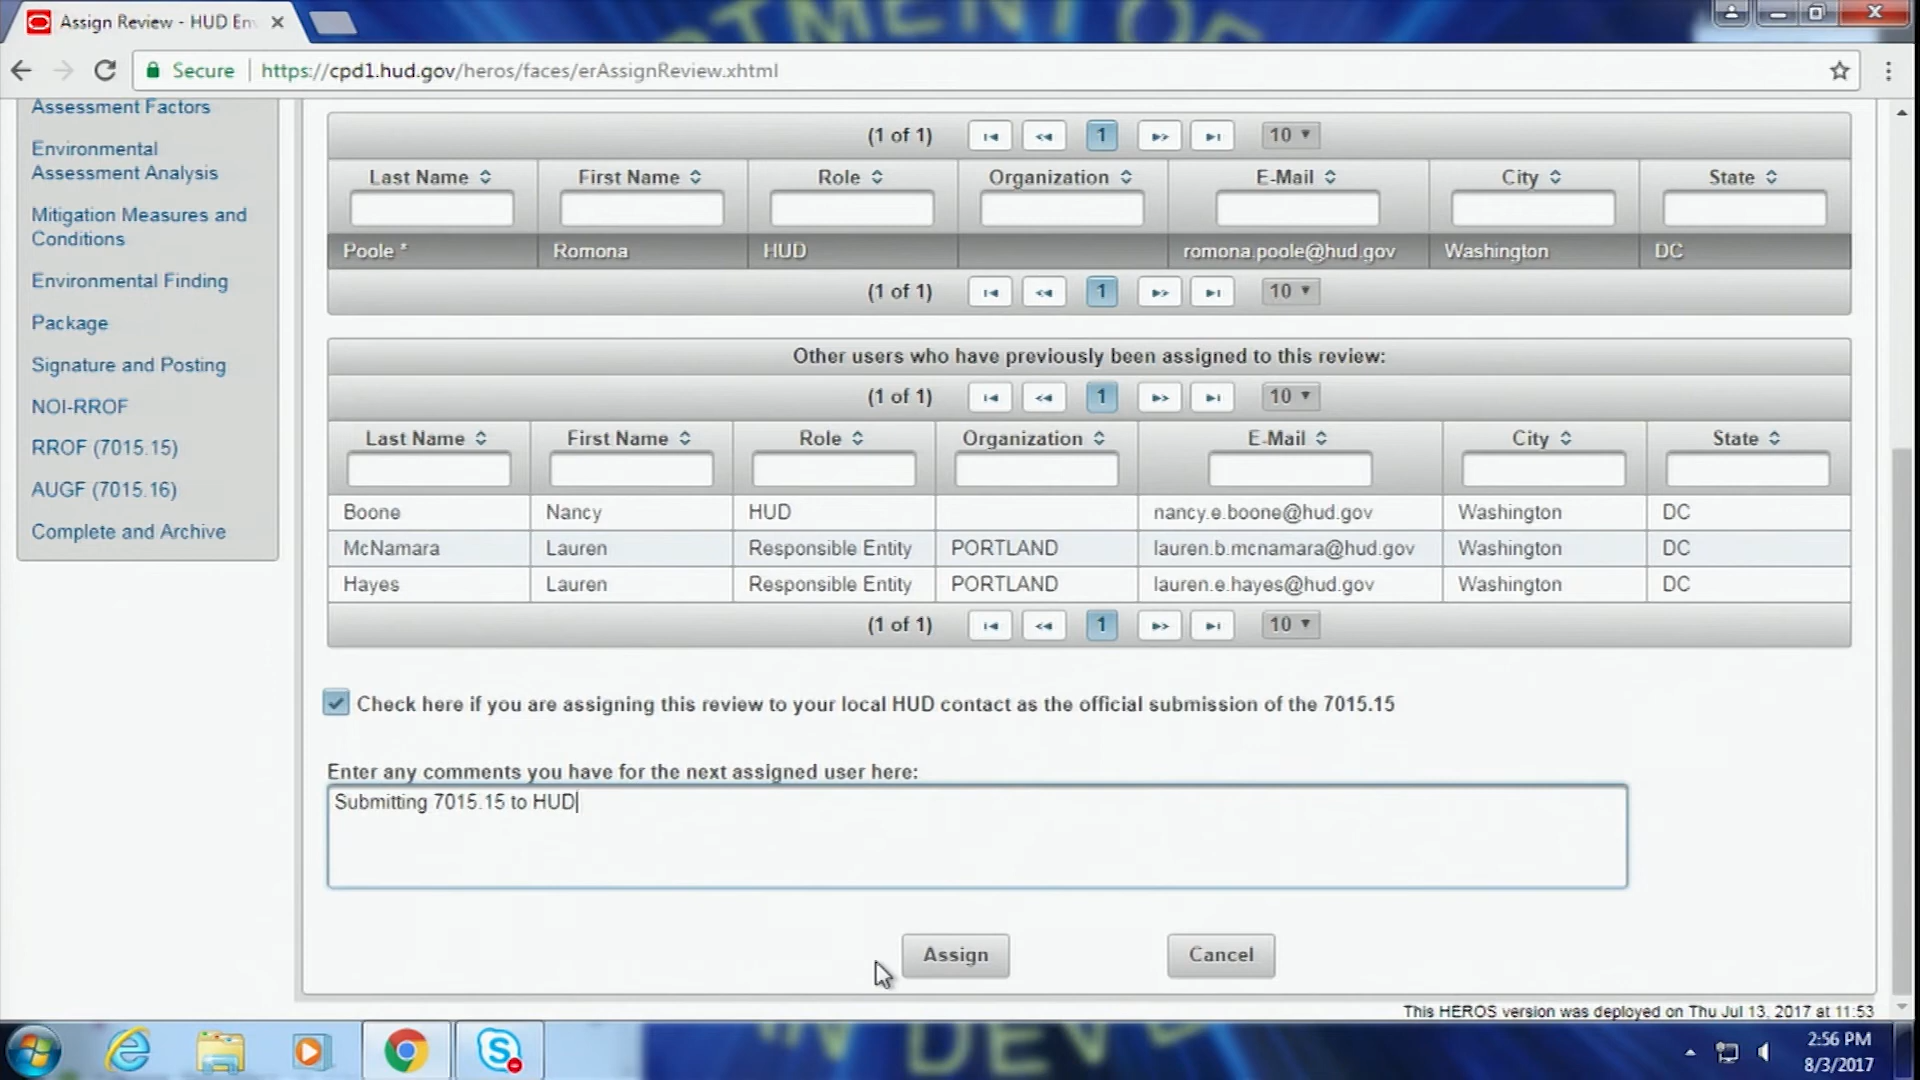 TMENT OF
Assign Review - HUD En
Secure https://cpd1.hud.gov/heros/faces/erAssignReview.xhtml
Assessment Factors
Environmental
Assessment Analysis
Mitigation Measures and
Conditions
Environmental Finding
Package
Signature and Posting
NOI-RROF
RROF (7015.15)
AUGF (7015.16)
Complete and Archive
(1 of 1) 1 10
Last Name First Name Role Organization E-Mail City State
Poole * Romona HUD romona.poole@hud.gov Washington DC
(1 of 1) 1 10
Other users who have previously been assigned to this review:
(1 of 1) 1 10
Last Name First Name Role Organization E-Mail City State
Boone Nancy HUD nancy.e.boone@hud.gov Washington DC
McNamara Lauren Responsible Entity PORTLAND lauren.b.mcnamara@hud.gov Washington DC
Hayes Lauren Responsible Entity PORTLAND lauren.e.hayes@hud.gov Washington DC
(1 of 1) 1 10
Check here if you are assigning this review to your local HUD contact as the official submission of the 7015.15
Enter any comments you have for the next assigned user here:
Submitting 7015.15 to HUD
Assign Cancel
This HEROS version was deployed on Thu Jul 13, 2017 at 11:53
N DEV
2:56 PM
8/3/2017